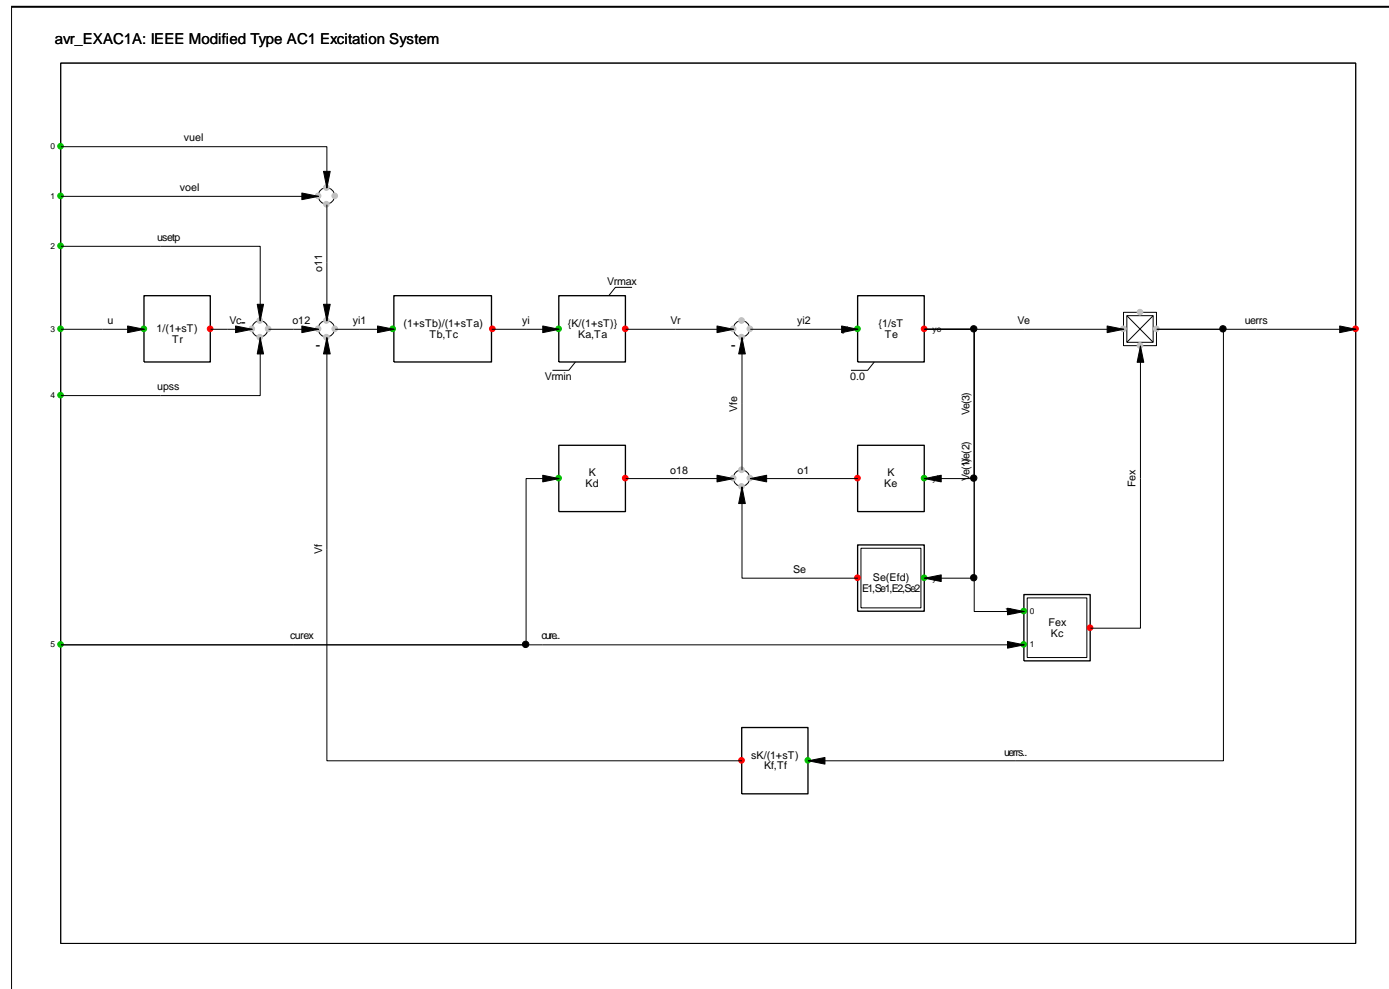 avr_EXAC1A: IEEE Modified Type AC1 Excitation System
vuel
0
voel
1
usetp
2
o11
Vrmax
u
3
1/(1+sT)
Tr
Vc
-
o12
-
yi1
(1+sTb)/(1+sTa)
Tb,Tc
yi
{K/(1+sT)}
Ka,Ta
Vrmin
Vr
-
yi2
{1/sT
Te
0.0
ye
Ve
uerrs
upss
4
Vfe
Ve(3)
Ve(2)
Fex
K
Kd
o18
o1
K
Ke
Vf
Se
Se(Efd)
E1,Se1,E2,Se2
0
Fex
Kc
1
curex
5
cure..
sK/(1+sT)
Kf,Tf
uerrs..